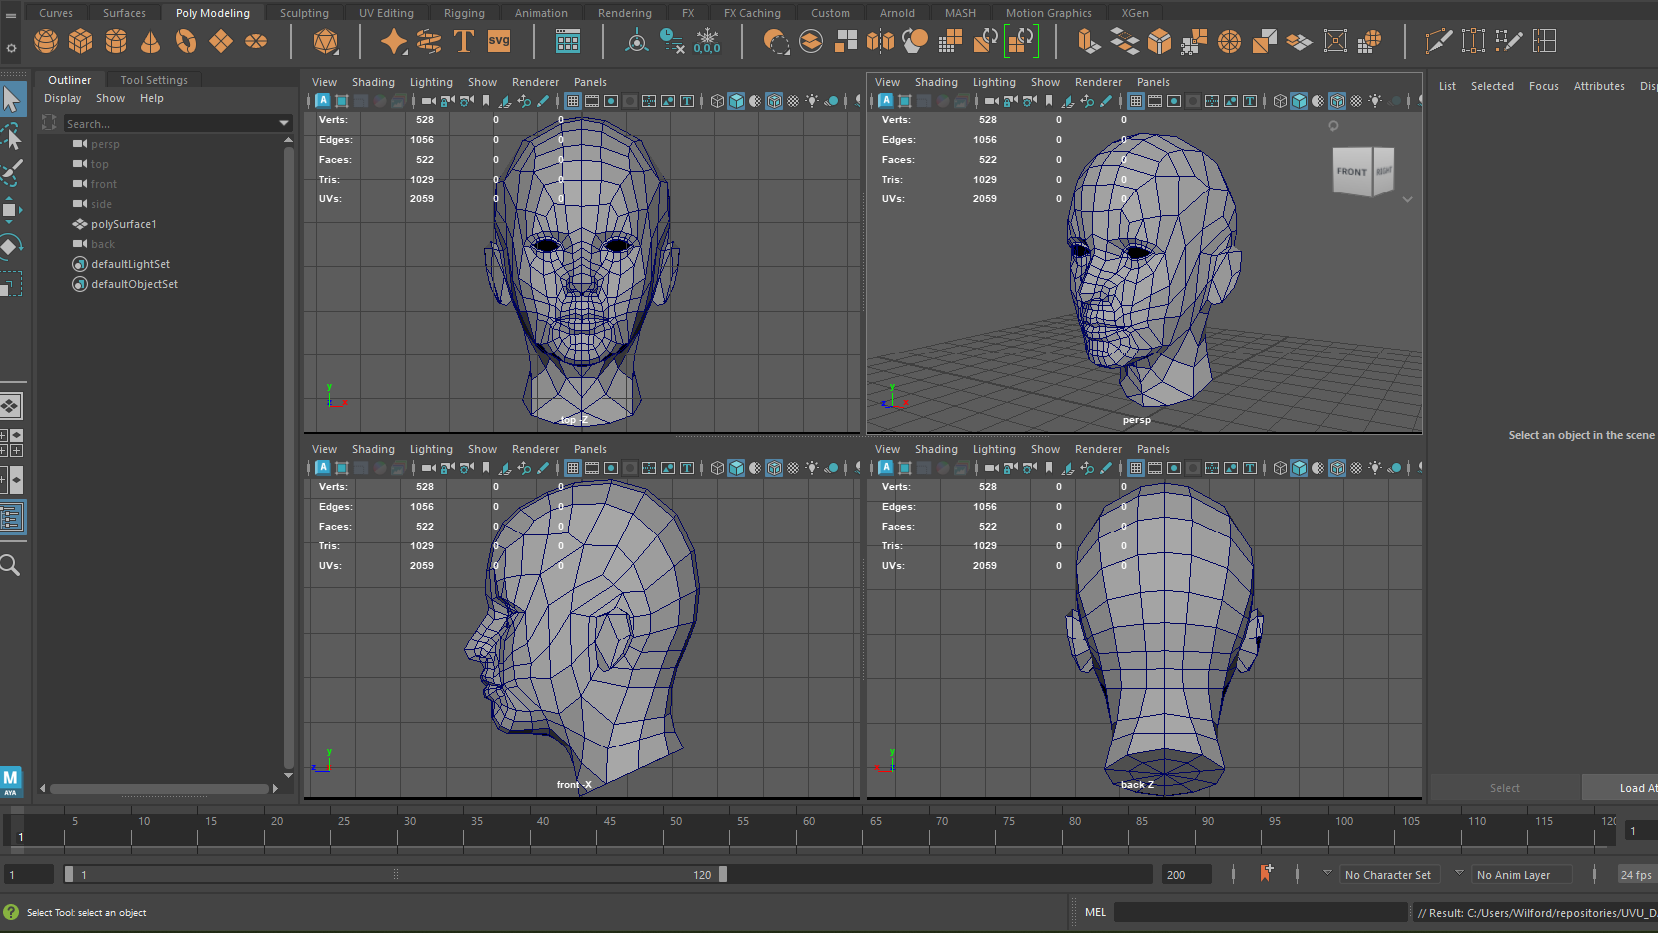 Curves Surfaces Poly Modeling Sculpting UV Editing Rigging Animation Rendering FX FX Caching Custom Arnold MASH Motion Graphics XGen
T svg 0,0,0
Outliner Tool Settings
Display Show Help
Search...
persp
top
front
side
polySurface1
back
defaultLightSet
defaultObjectSet
View Shading Lighting Show Renderer Panels
Verts: 528 0 0
Edges: 1056 0 0
Faces: 522 0 0
Tris: 1029 0 0
UVs: 2059 0 0
y
z x
top -Z
View Shading Lighting Show Renderer Panels
Verts: 528 0 0
Edges: 1056 0 0
Faces: 522 0 0
Tris: 1029 0 0
UVs: 2059 0 0
FRONT RIGHT
y
z x
persp
View Shading Lighting Show Renderer Panels
Verts: 528 0 0
Edges: 1056 0 0
Faces: 522 0 0
Tris: 1029 0 0
UVs: 2059 0 0
y
z
front -X
View Shading Lighting Show Renderer Panels
Verts: 528 0 0
Edges: 1056 0 0
Faces: 522 0 0
Tris: 1029 0 0
UVs: 2059 0 0
y
x
back Z
List Selected Focus Attributes Disp
Select an object in the scene
Select Load At
M
AYA
5 10 15 20 25 30 35 40 45 50 55 60 65 70 75 80 85 90 95 100 105 110 115 120
1 1
1 1 120 200 No Character Set No Anim Layer 24 fps
Select Tool: select an object MEL // Result: C:/Users/Wilford/repositories/UVU_D